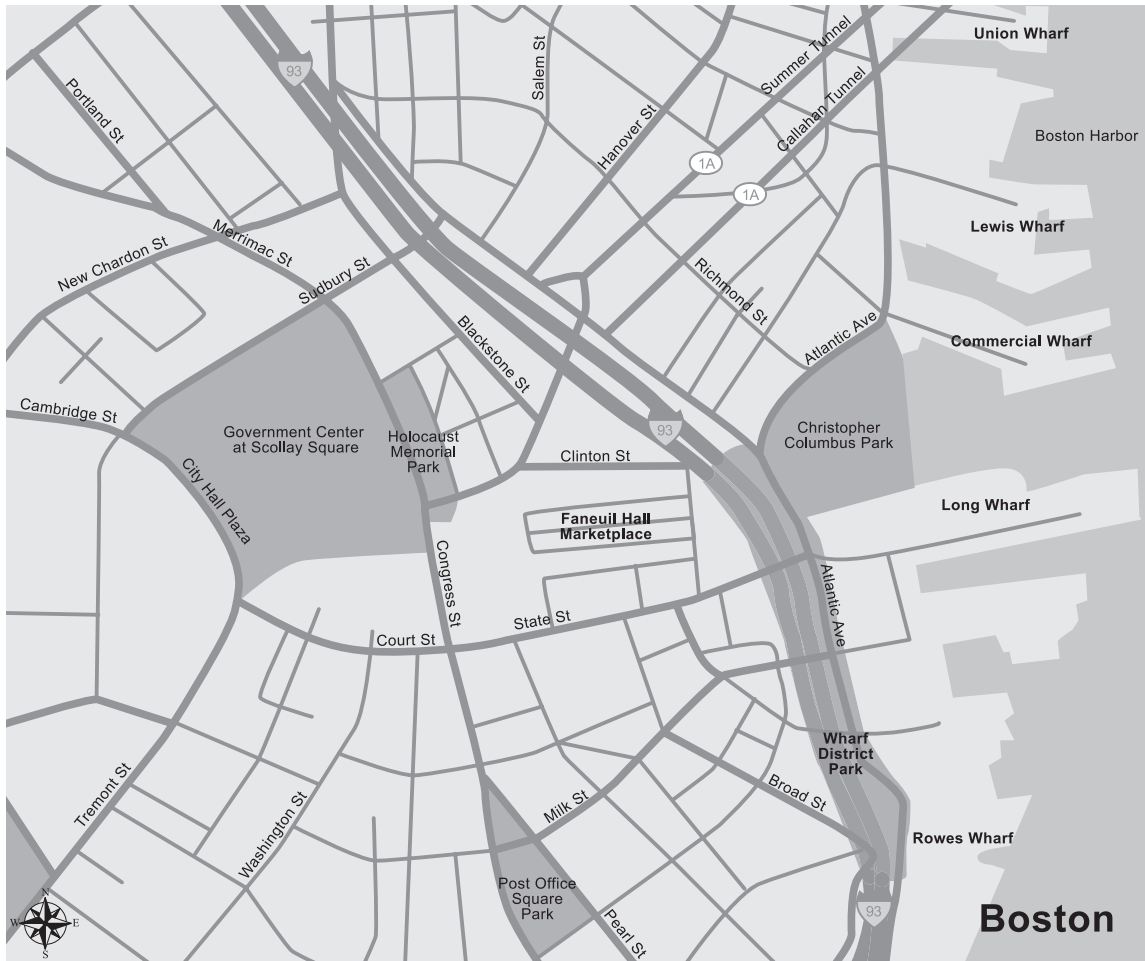 Union Wharf
93
Salem St
Summer Tunnel
Callahan Tunnel
Portland St
Hanover St
Boston Harbor
1A
1A
Merrimac St
New Chardon St
Lewis Wharf
Sudbury St
Richmond St
Blackstone St
Atlantic Ave
Commercial Wharf
Cambridge St
Government Center
at Scollay Square
Holocaust
Memorial
Park
93
Christopher
Columbus Park
Clinton St
City Hall Plaza
Faneuil Hall
Marketplace
Long Wharf
Congress St
Atlantic Ave
State St
Court St
Wharf
District
Park
Tremont St
Washington St
Milk St
Broad St
Rowes Wharf
Post Office
Square
Park
Pearl St
93
N
W
E
S
Boston